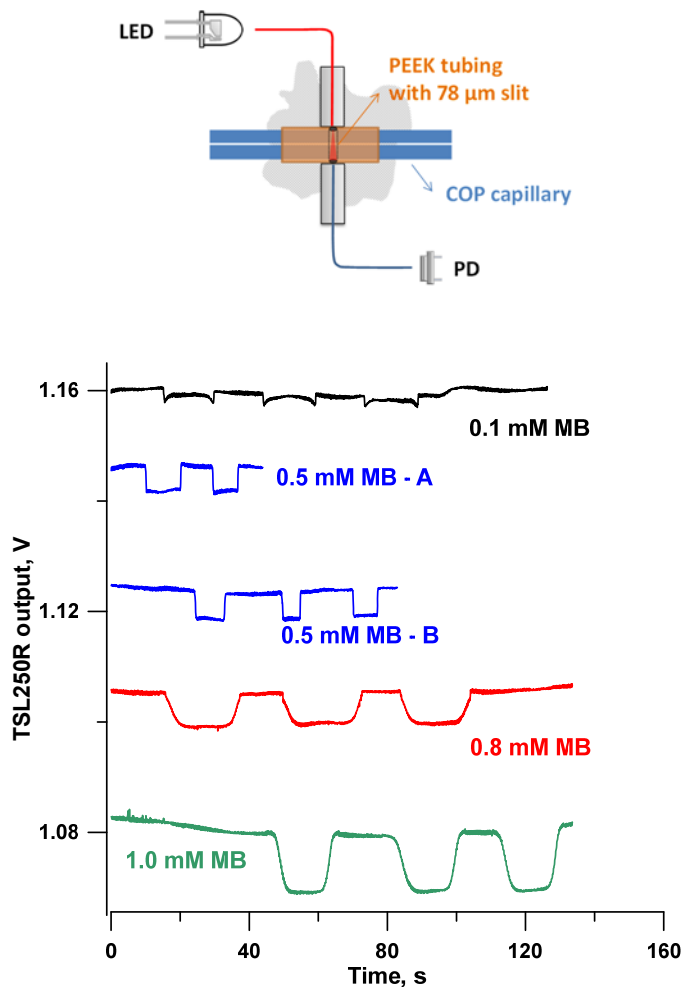 LED
PEEK tubing
with 78 µm slit
COP capillary
PD
1.16
0.1 mM MB
0.5 mM MB - A
TSL250R output, V
1.12
0.5 mM MB - B
0.8 mM MB
1.08
1.0 mM MB
0 40 80 120 160
Time, s